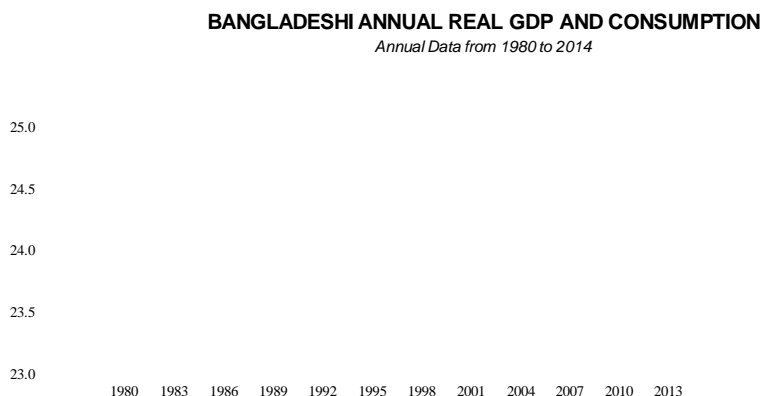 BANGLADESHI ANNUAL REAL GDP AND CONSUMPTION
Annual Data from 1980 to 2014
25.0
24.5
24.0
23.5
23.0
1980 1983 1986 1989 1992 1995 1998 2001 2004 2007 2010 2013